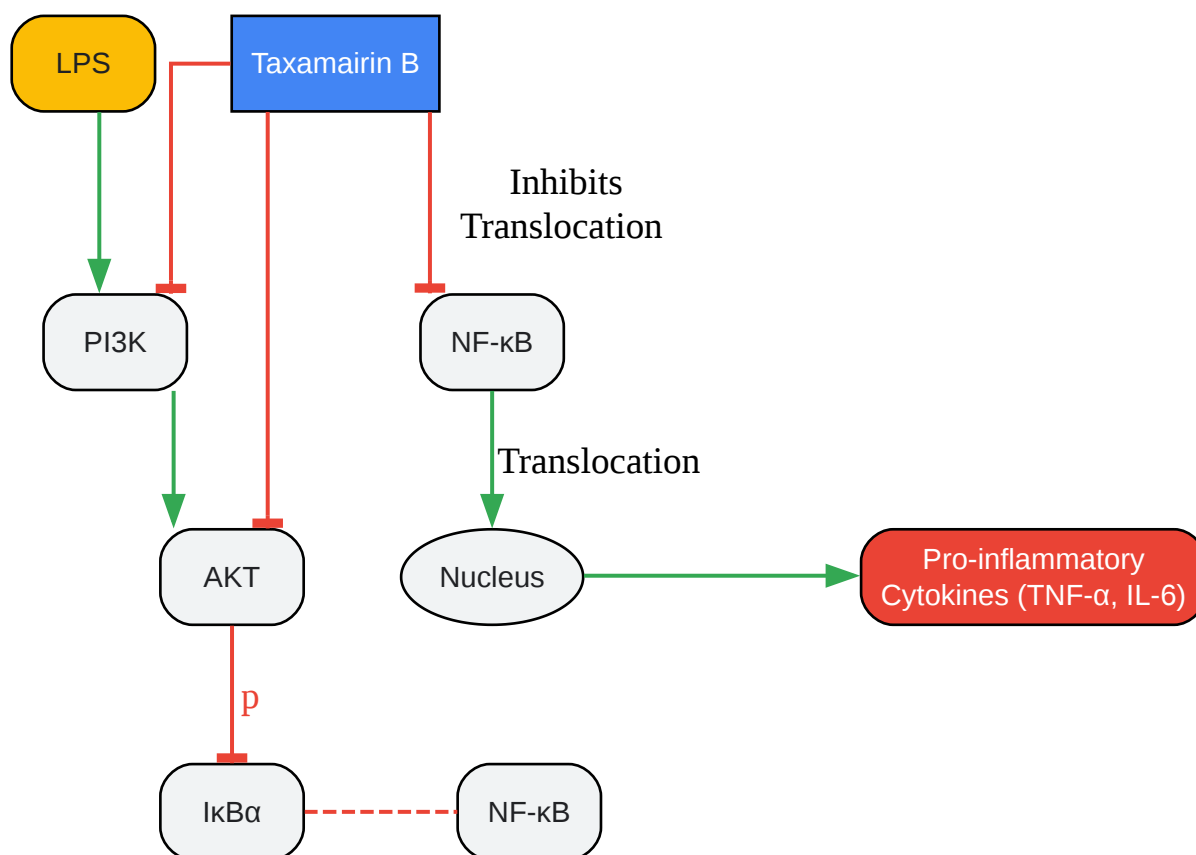 LPS
Taxamairin B
Inhibits
Translocation
PI3K
NF-κB
Translocation
AKT
Nucleus
Pro-inflammatory
Cytokines (TNF-α, IL-6)
p
IκBα
NF-κB